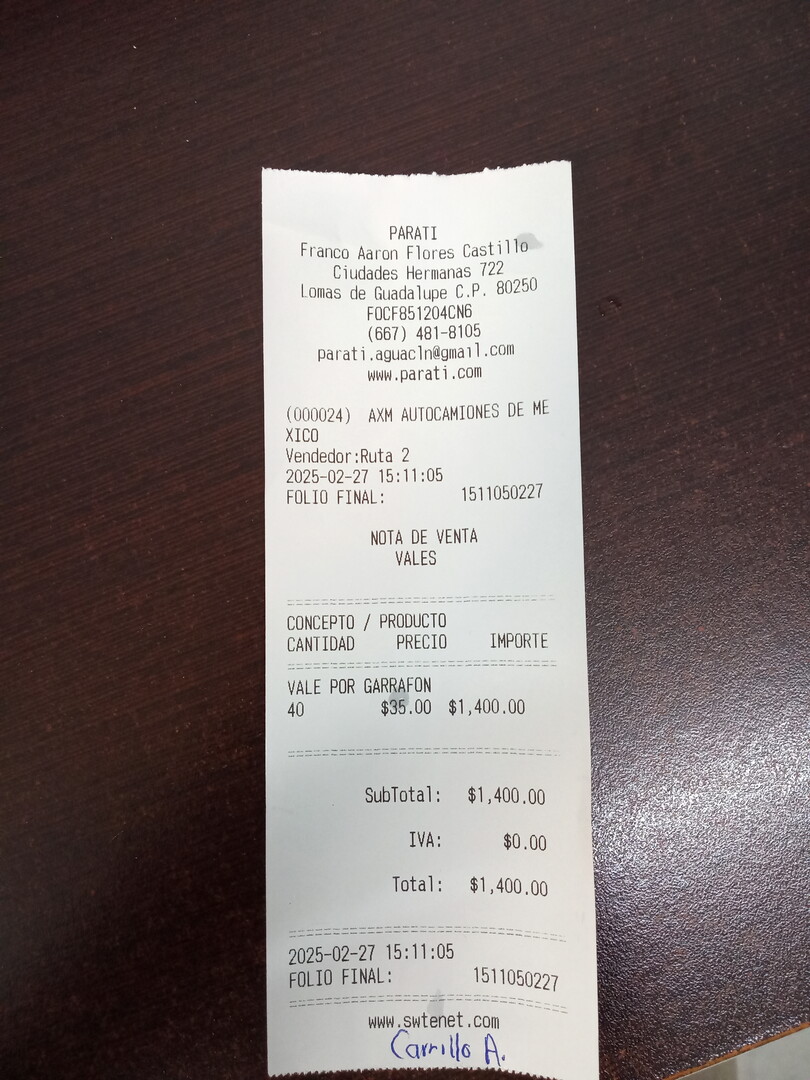 PARATI
Franco Aaron Flores Castillo
Ciudades Hermanas 722
Lomas de Guadalupe C.P. 80250
FOCF851204CN6
(667) 481-8105
parati.aguacln@gmail.com
www.parati.com
(000024) AXM AUTOCAMIONES DE ME
XICO
Vendedor:Ruta 2
2025-02-27 15:11:05
FOLIO FINAL: 1511050227
NOTA DE VENTA
VALES
CONCEPTO / PRODUCTO
CANTIDAD PRECIO IMPORTE
VALE POR GARRAFON
40 $35.00 $1,400.00
SubTotal: $1,400.00
IVA: $0.00
Total: $1,400.00
2025-02-27 15:11:05
FOLIO FINAL: 1511050227
www.swtenet.com
Carrillo A.